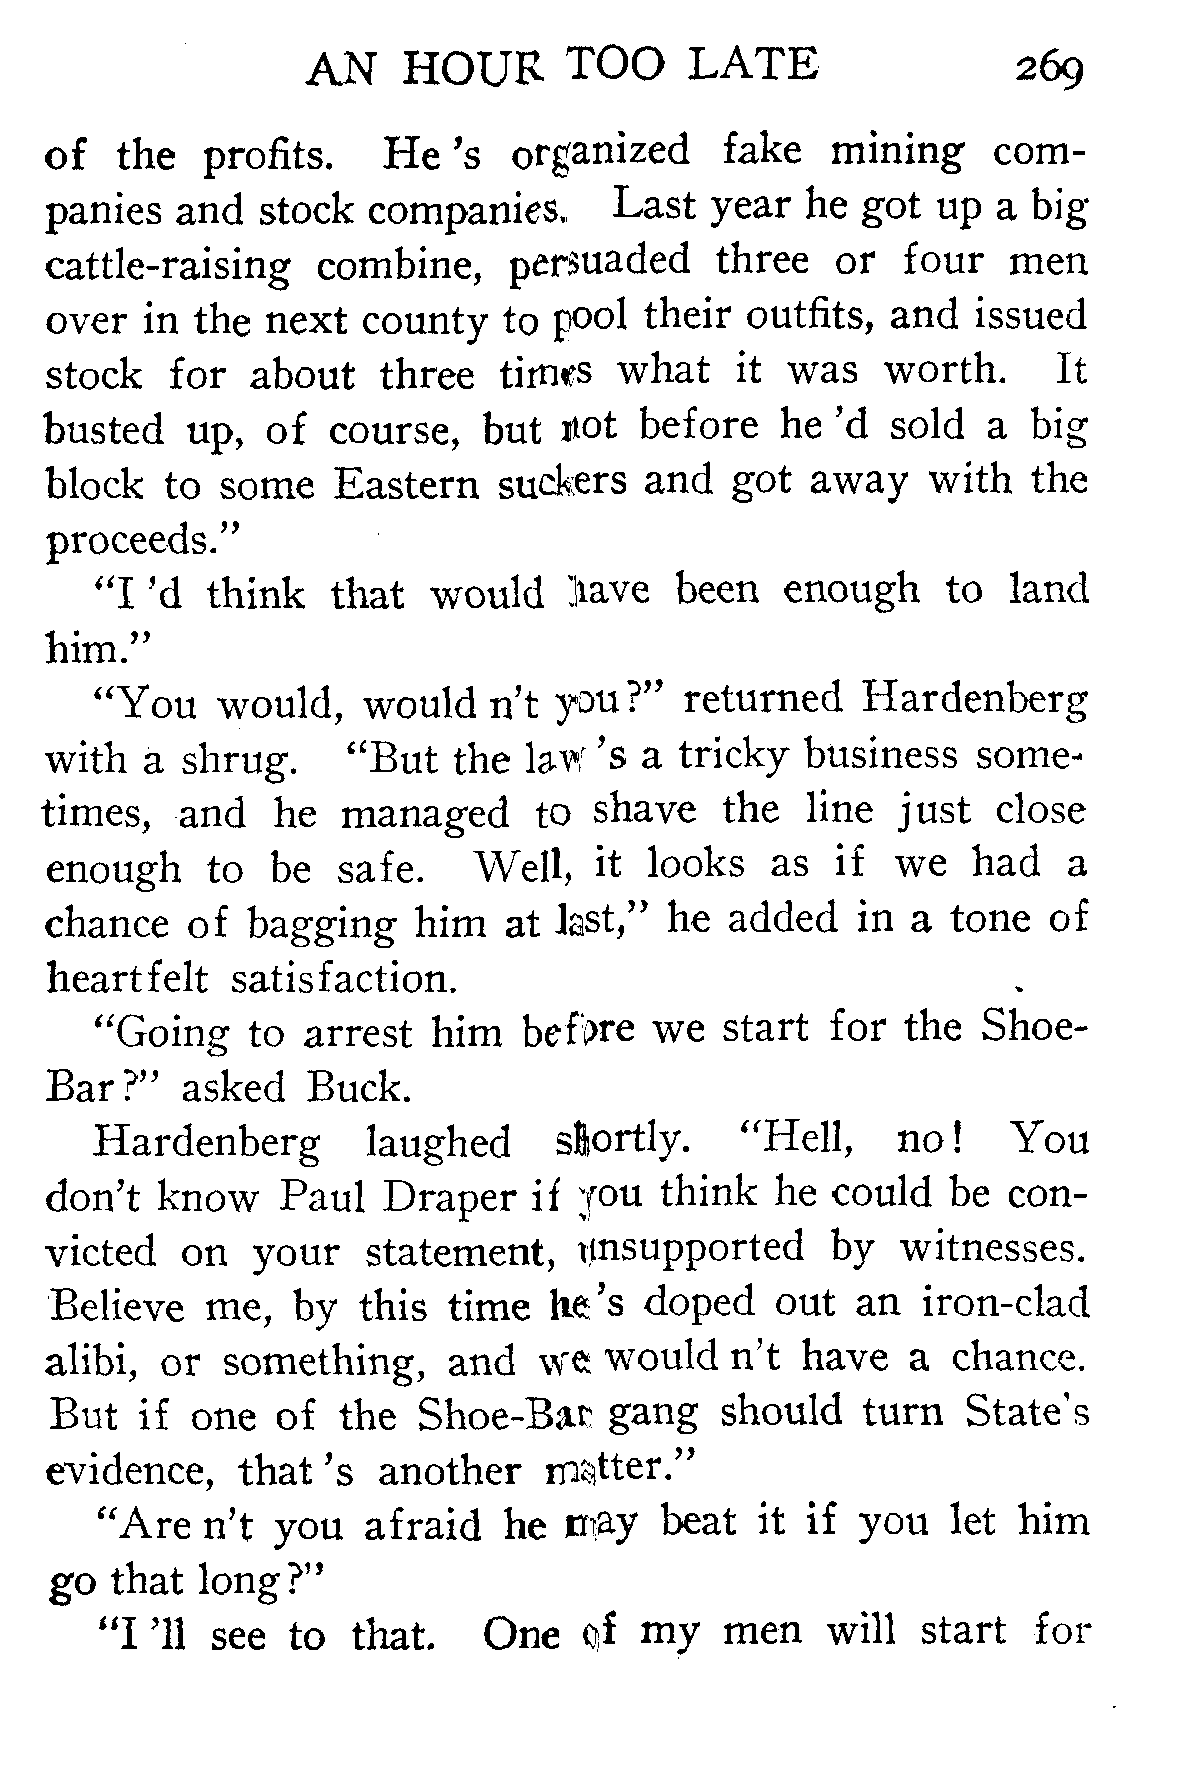 AN HOUR TOO LATE 269
of the profits. He 's organized fake mining com-
panies and stock companies. Last year he got up a big
cattle-raising combine, persuaded three or four men
over in the next county to pool their outfits, and issued
stock for about three times what it was worth. It
busted up, of course, but not before he 'd sold a big
block to some Eastern suckers and got away with the
proceeds."
"I 'd think that would have been enough to land
him."
"You would, would n't you?" returned Hardenberg
with a shrug. "But the law 's a tricky business some-
times, and he managed to shave the line just close
enough to be safe. Well, it looks as if we had a
chance of bagging him at last," he added in a tone of
heartfelt satisfaction.
"Going to arrest him before we start for the Shoe-
Bar?" asked Buck.
Hardenberg laughed shortly. "Hell, no! You
don't know Paul Draper if you think he could be con-
victed on your statement, unsupported by witnesses.
Believe me, by this time he 's doped out an iron-clad
alibi, or something, and we would n't have a chance.
But if one of the Shoe-Bar gang should turn State's
evidence, that 's another matter."
"Are n't you afraid he may beat it if you let him
go that long?"
"I 'll see to that. One of my men will start for